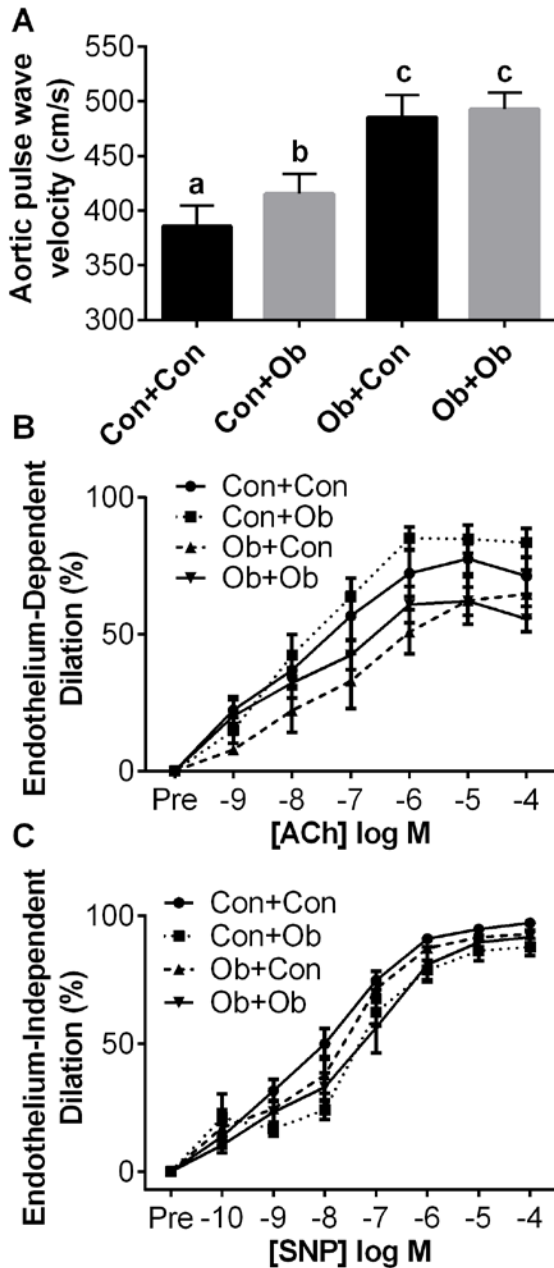 A
Aortic pulse wave
velocity (cm/s)
550
500
450
400
350
300
a
b
c
c
Con+Con
Con+Ob
Ob+Con
Ob+Ob
B
Endothelium-Dependent
Dilation (%)
100
50
0
Con+Con
Con+Ob
Ob+Con
Ob+Ob
Pre -9 -8 -7 -6 -5 -4
[ACh] log M
C
Endothelium-Independent
Dilation (%)
100
50
0
Con+Con
Con+Ob
Ob+Con
Ob+Ob
Pre -10 -9 -8 -7 -6 -5 -4
[SNP] log M